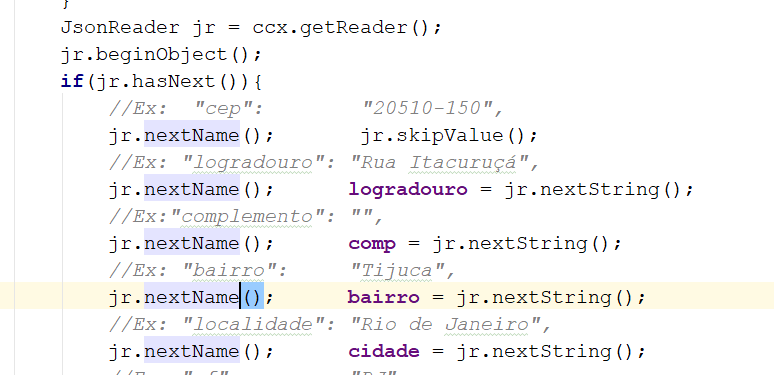 }
JsonReader jr = ccx.getReader();
jr.beginObject();
if(jr.hasNext()){
//Ex:  "cep":         "20510-150",
jr.nextName();        jr.skipValue();
//Ex: "logradouro": "Rua Itacuruçá",
jr.nextName();       logradouro = jr.nextString();
//Ex:"complemento": "",
jr.nextName();       comp = jr.nextString();
//Ex: "bairro":      "Tijuca",
jr.nextName();       bairro = jr.nextString();
//Ex: "localidade": "Rio de Janeiro",
jr.nextName();       cidade = jr.nextString();